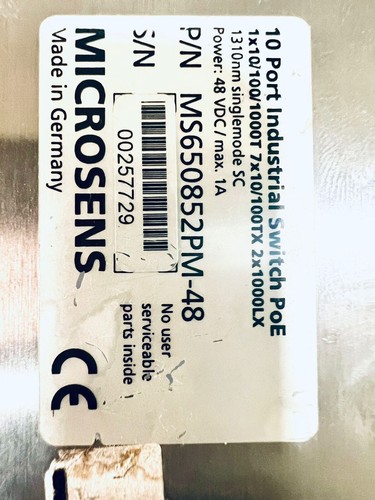 10 Port Industrial Switch PoE
1x10/100/1000T 7x10/100TX 2x1000LX
1310nm singlemode SC
Power: 48 VDC/ max. 1A
P/N MS650852PM-48
S/N
00257729
No user
serviceable
parts inside
MICROSENS
Made in Germany
CE